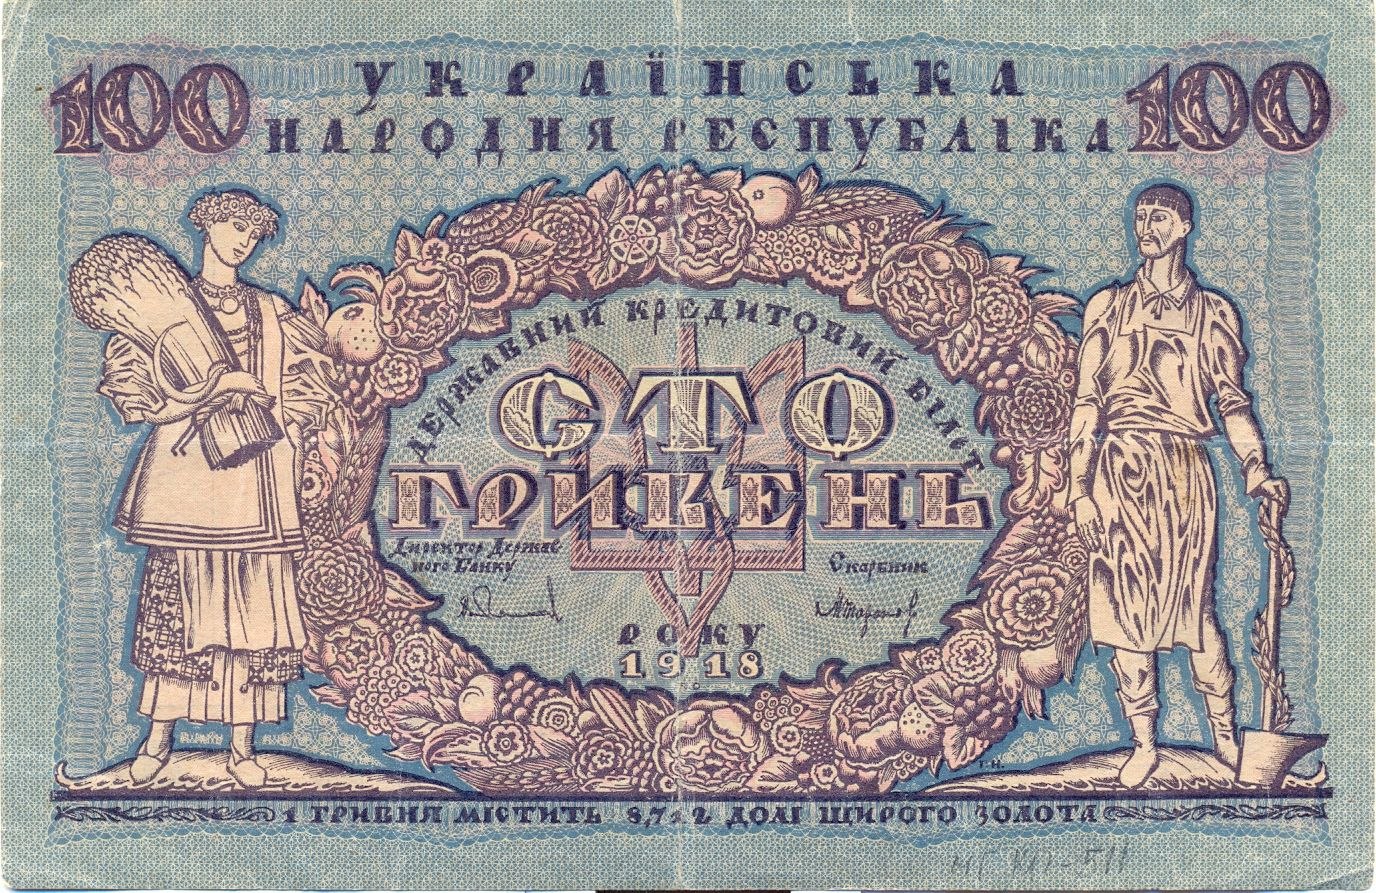 100 УКРАЇНСЬКА 100
НАРОДНЯ РЕСПУБЛІКА
ДЕРЖАВНИЙ КРЕДИТОВИЙ БІЛЕТ
СТО
ГРИВЕНЬ
Директор Держав
ного Банку
Скарбник
РОКУ
1918
Г.Н.
1 ГРИВНЯ МІСТИТЬ 8,712 ДОЛІ ЩИРОГО ЗОЛОТА